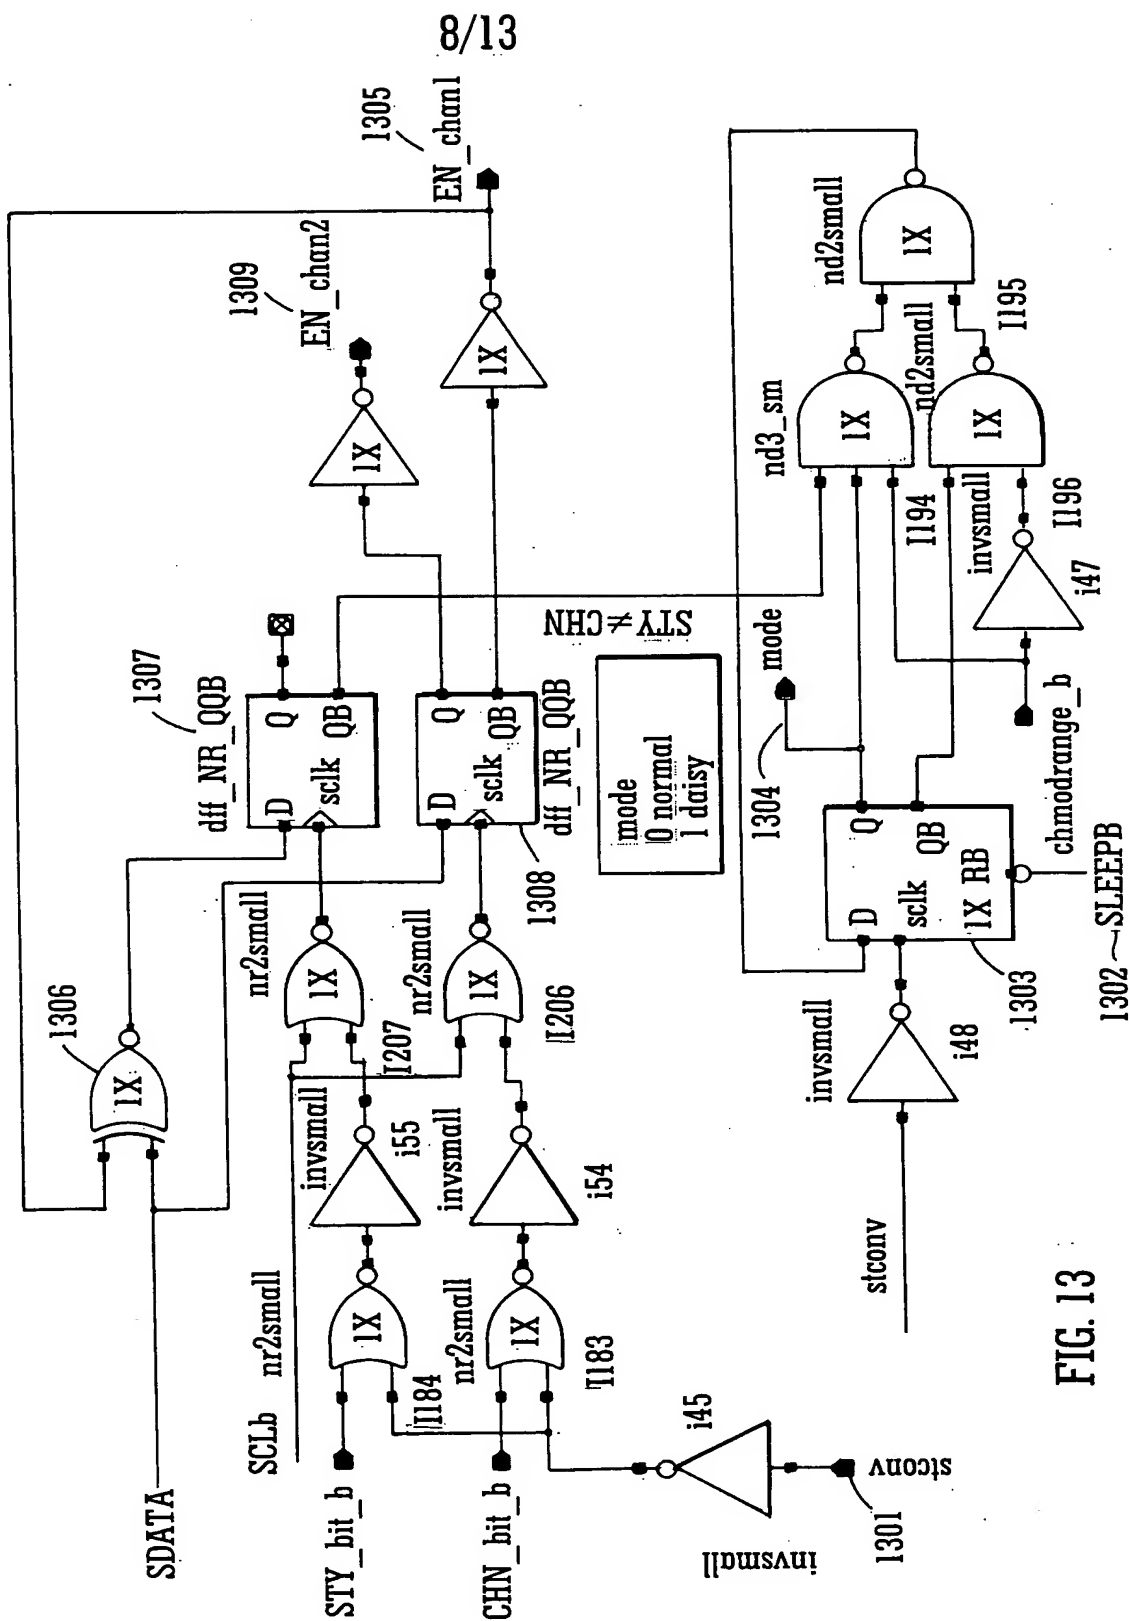 8/13
1305
EN_chan1
1309
EN_chan2
1X
1X
1306
1X
SDATA
dff_NR_QQB
1307
D
Q
sclk
QB
D
Q
sclk
QB
dff_NR_QQB
1308
STY≠CHN
nr2small
1X
I207
nr2small
1X
I206
invsmall
i55
invsmall
i54
SCLb
nr2small
1X
I184
STY_bit_b
nr2small
1X
I183
CHN_bit_b
i45
invsmall
stconv
1301
mode
0 normal
1 daisy
mode
1304
nd3_sm
1X
I194
nd2small
1X
I195
nd2small
1X
invsmall
I196
i47
chmodrange_b
D
Q
sclk
QB
1X RB
1303
1302
SLEEPB
invsmall
i48
stconv
FIG. 13